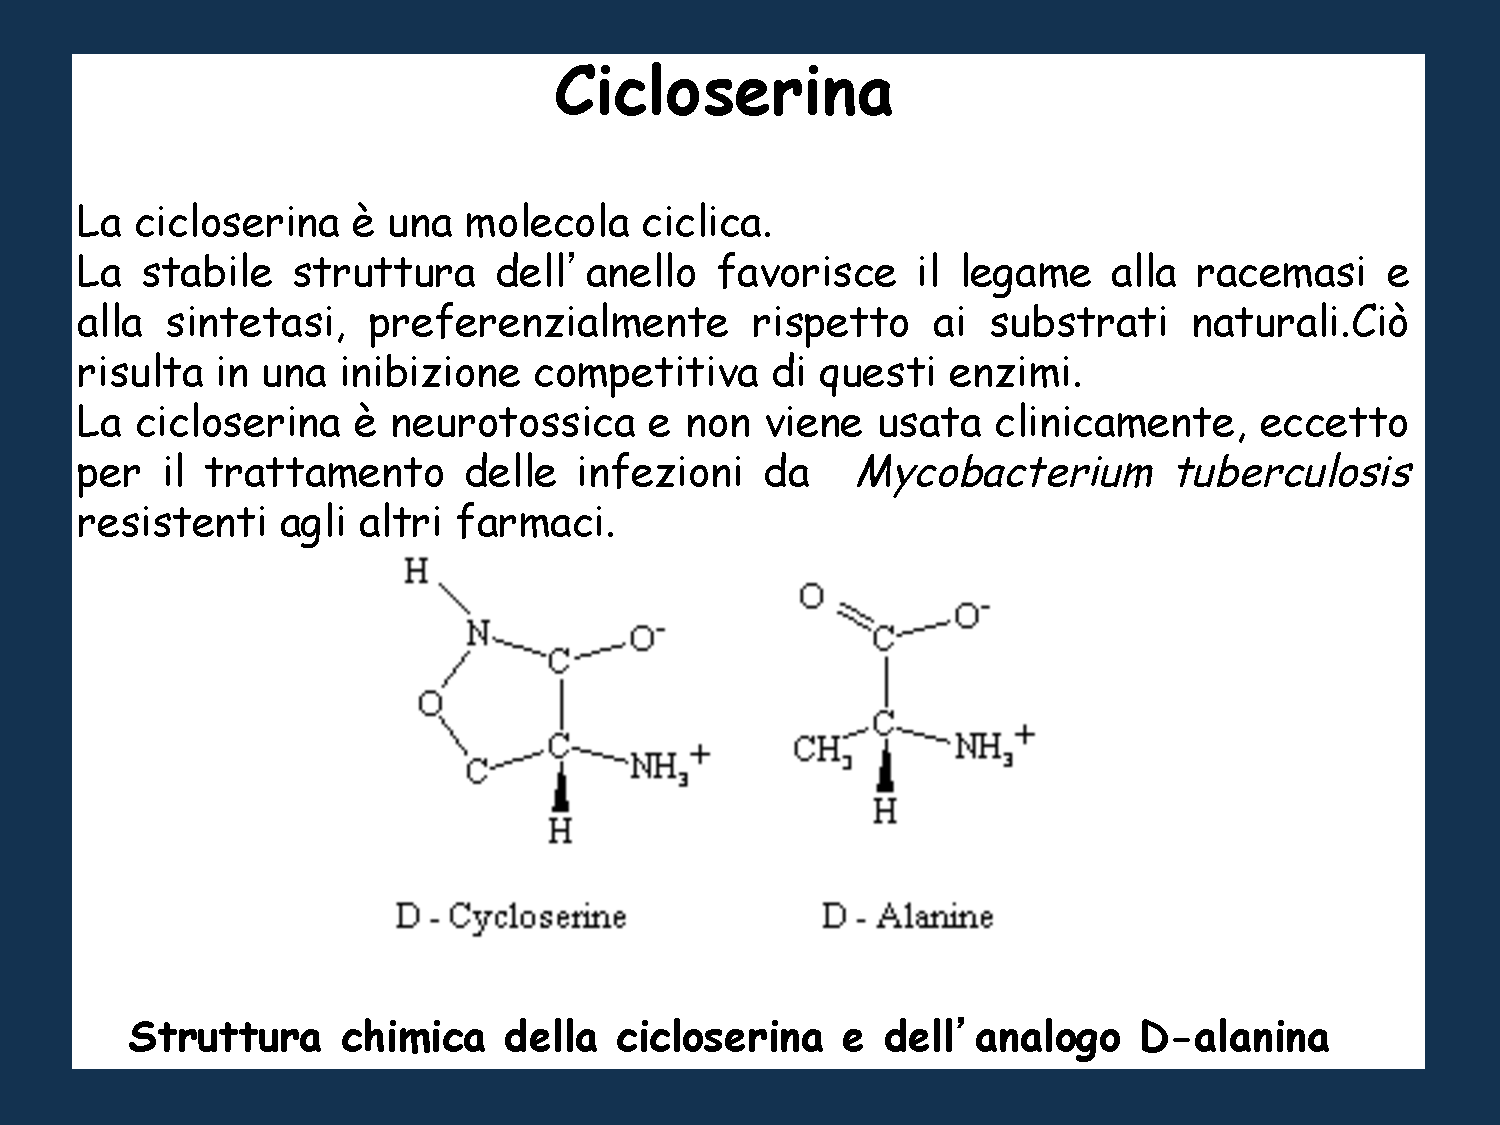 Cicloserina
La cicloserina è una molecola ciclica.
La stabile struttura dell’anello favorisce il legame alla racemasi e
alla sintetasi, preferenzialmente rispetto ai substrati naturali.Ciò
risulta in una inibizione competitiva di questi enzimi.
La cicloserina è neurotossica e non viene usata clinicamente, eccetto
per il trattamento delle infezioni da Mycobacterium tuberculosis
resistenti agli altri farmaci.
H
N
C
O-
O
C
C
NH3+
H
O
C
O-
CH3
C
NH3+
H
D - Cycloserine
D - Alanine
Struttura chimica della cicloserina e dell’analogo D-alanina